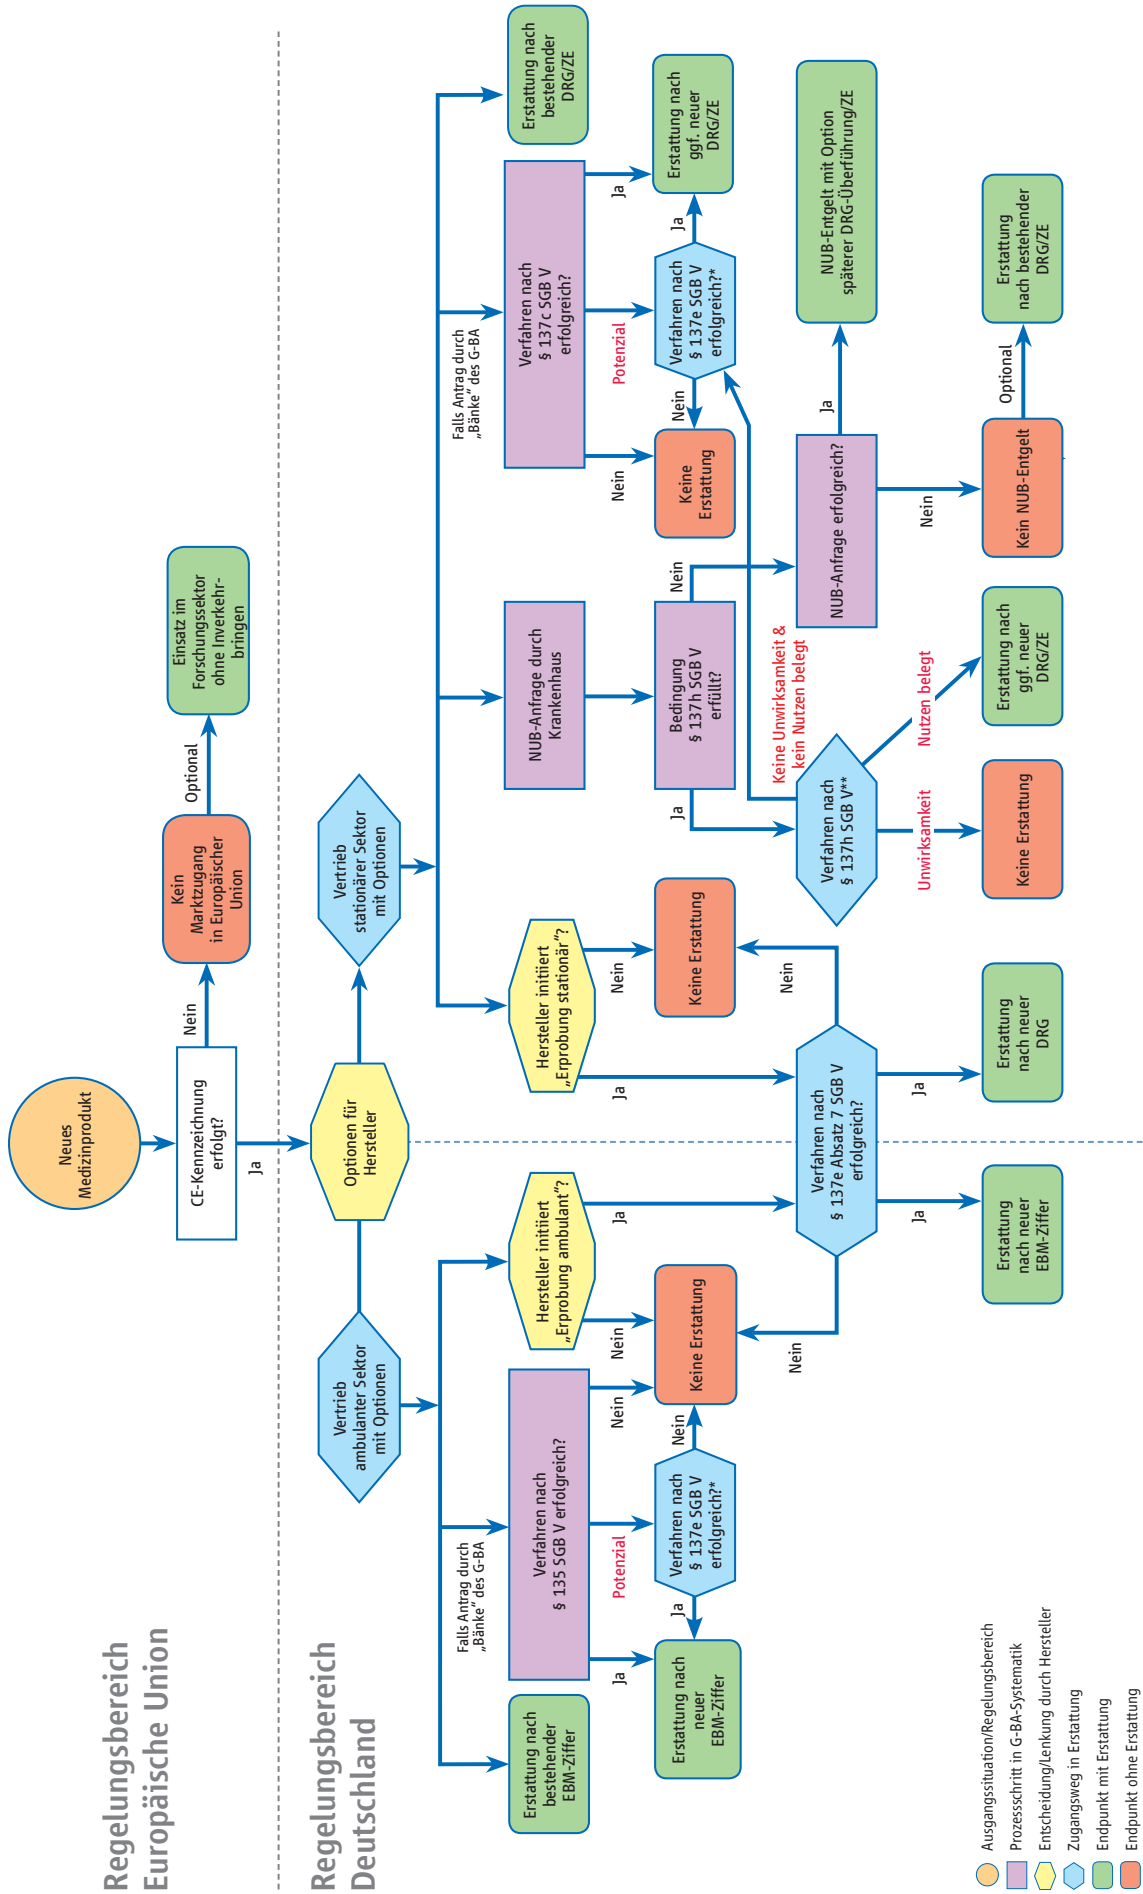 Regelungsbereich
Europäische Union
Neues
Medizinprodukt
CE-Kennzeichnung
erfolgt?
Nein
Kein
Marktzugang
in Europäischer
Union
Optional
Einsatz im
Forschungssektor
ohne Inverkehr-
bringen
Ja
Regelungsbereich
Deutschland
Vertrieb
ambulanter Sektor
mit Optionen
Optionen für
Hersteller
Vertrieb
stationärer Sektor
mit Optionen
Falls Antrag durch
„Bänke“ des G-BA
Falls Antrag durch
„Bänke“ des G-BA
Erstattung nach
bestehender
EBM-Ziffer
Verfahren nach
§ 135 SGB V erfolgreich?
Hersteller initiiert
„Erprobung ambulant“?
Hersteller initiiert
„Erprobung stationär“?
NUB-Anfrage durch
Krankenhaus
Verfahren nach
§ 137c SGB V
erfolgreich?
Erstattung nach
bestehender
DRG/ZE
Ja
Potenzial
Nein
Nein
Ja
Ja
Nein
Nein
Potenzial
Ja
Erstattung nach
neuer
EBM-Ziffer
Ja
Verfahren nach
§ 137e SGB V
erfolgreich?*
Nein
Keine Erstattung
Keine Erstattung
Ja
Bedingung
§ 137h SGB V
erfüllt?
Nein
Keine
Erstattung
Nein
Verfahren nach
§ 137e SGB V
erfolgreich?*
Ja
Erstattung nach
ggf. neuer
DRG/ZE
Nein
Nein
Keine Unwirksamkeit &
kein Nutzen belegt
Verfahren nach
§ 137e Absatz 7 SGB V
erfolgreich?
Verfahren nach
§ 137h SGB V**
NUB-Anfrage erfolgreich?
Ja
NUB-Entgelt mit Option
späterer DRG-Überführung/ZE
Ja
Ja
Unwirksamkeit
Nutzen belegt
Nein
Erstattung
nach neuer
EBM-Ziffer
Erstattung
nach neuer
DRG
Keine Erstattung
Erstattung nach
ggf. neuer
DRG/ZE
Kein NUB-Entgelt
Optional
Erstattung
nach bestehender
DRG/ZE
Ausgangssituation/Regelungsbereich
Prozessschritt in G-BA-Systematik
Entscheidung/Lenkung durch Hersteller
Zugangsweg in Erstattung
Endpunkt mit Erstattung
Endpunkt ohne Erstattung